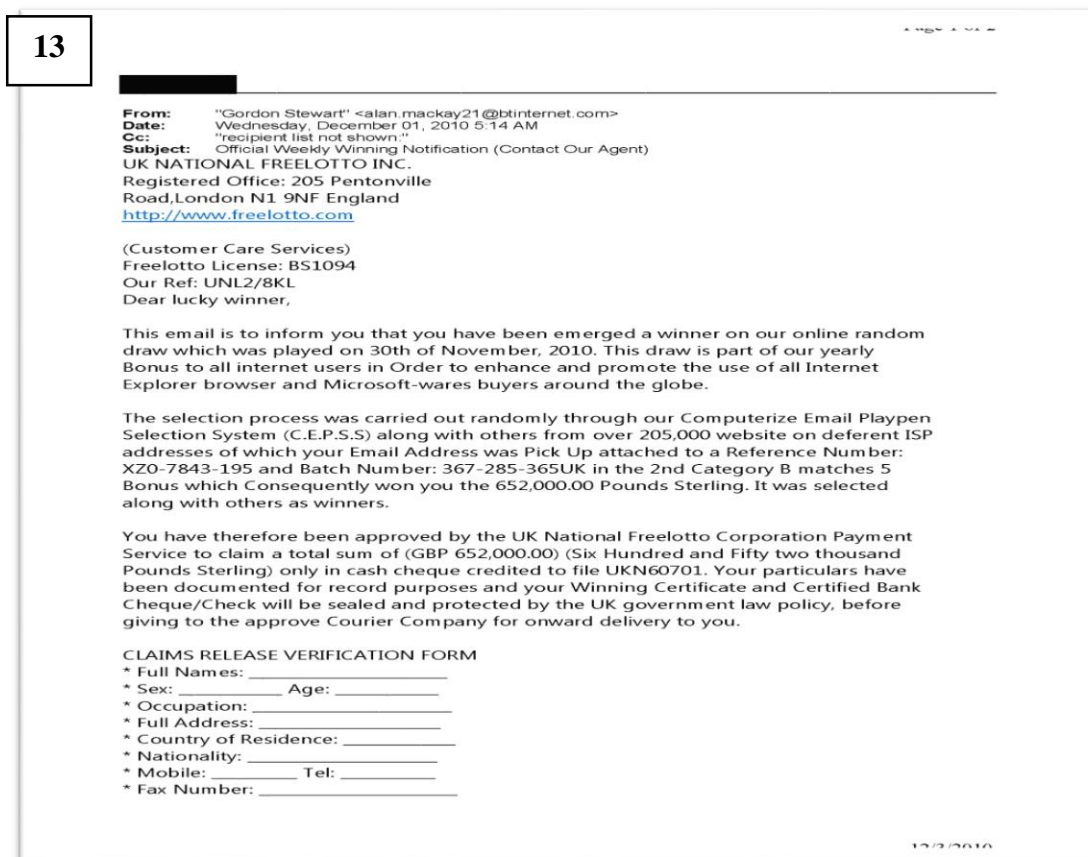 13
From: "Gordon Stewart" <alan.mackay21@btinternet.com>
Date: Wednesday, December 01, 2010 5:14 AM
Cc: "recipient list not shown:"
Subject: Official Weekly Winning Notification (Contact Our Agent)
UK NATIONAL FREELOTTO INC.
Registered Office: 205 Pentonville
Road,London N1 9NF England
http://www.freelotto.com
(Customer Care Services)
Freelotto License: BS1094
Our Ref: UNL2/8KL
Dear lucky winner,
This email is to inform you that you have been emerged a winner on our online random
draw which was played on 30th of November, 2010. This draw is part of our yearly
Bonus to all internet users in Order to enhance and promote the use of all Internet
Explorer browser and Microsoft-wares buyers around the globe.
The selection process was carried out randomly through our Computerize Email Playpen
Selection System (C.E.P.S.S) along with others from over 205,000 website on deferent ISP
addresses of which your Email Address was Pick Up attached to a Reference Number:
XZ0-7843-195 and Batch Number: 367-285-365UK in the 2nd Category B matches 5
Bonus which Consequently won you the 652,000.00 Pounds Sterling. It was selected
along with others as winners.
You have therefore been approved by the UK National Freelotto Corporation Payment
Service to claim a total sum of (GBP 652,000.00) (Six Hundred and Fifty two thousand
Pounds Sterling) only in cash cheque credited to file UKN60701. Your particulars have
been documented for record purposes and your Winning Certificate and Certified Bank
Cheque/Check will be sealed and protected by the UK government law policy, before
giving to the approve Courier Company for onward delivery to you.
CLAIMS RELEASE VERIFICATION FORM
* Full Names: ____________________
* Sex: __________ Age: __________
* Occupation: ____________________
* Full Address: __________________
* Country of Residence: ___________
* Nationality: ___________________
* Mobile: ________ Tel: _________
* Fax Number: ____________________